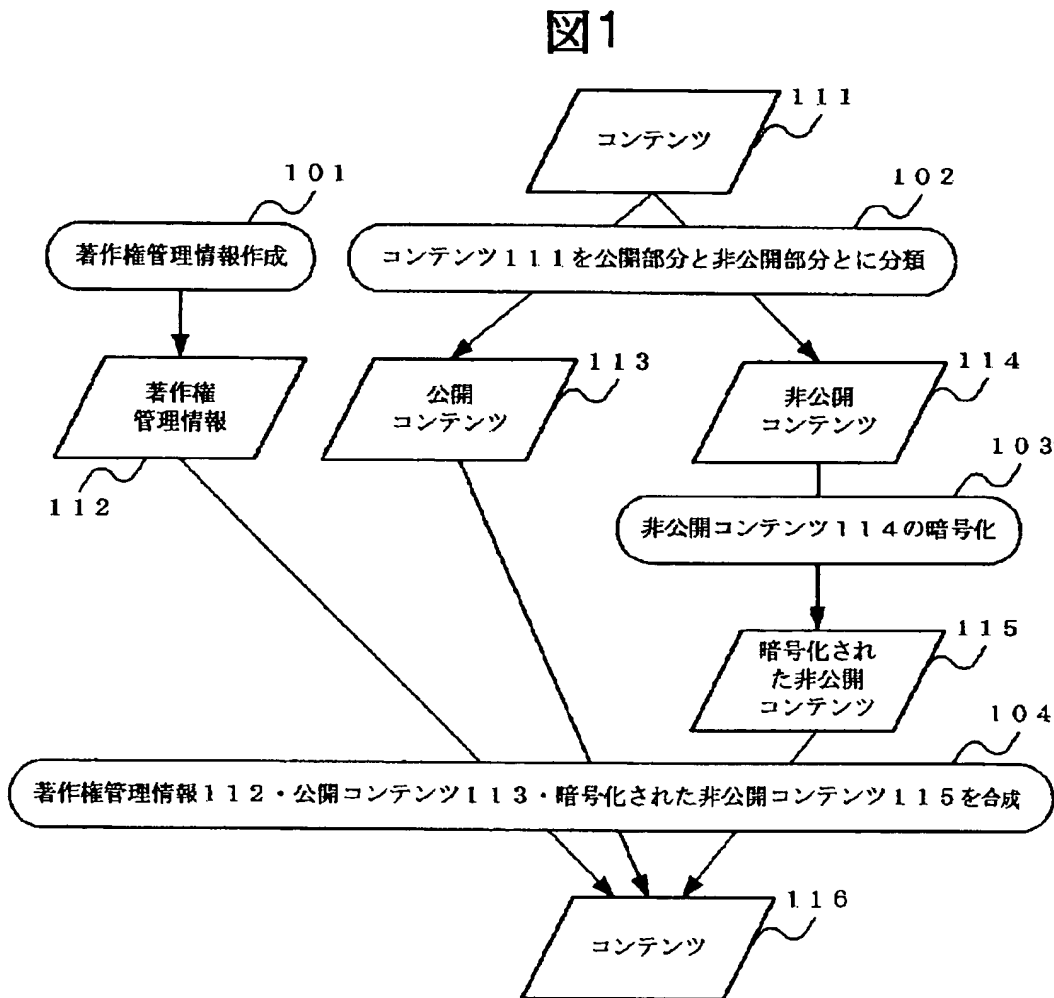 図1
111
コンテンツ
101
102
著作権管理情報作成
コンテンツ111を公開部分と非公開部分とに分類
113
114
著作権
管理情報
公開
コンテンツ
非公開
コンテンツ
112
103
非公開コンテンツ114の暗号化
115
暗号化され
た非公開
コンテンツ
104
著作権管理情報112・公開コンテンツ113・暗号化された非公開コンテンツ115を合成
116
コンテンツ